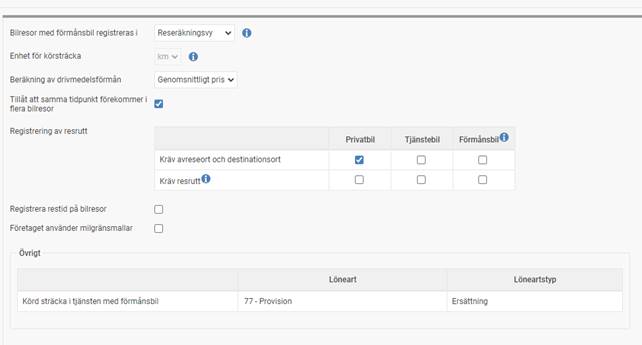 Bilresor med förmånsbil registreras i Reseräkningsvy
Enhet för körsträcka km
Beräkning av drivmedelsförmån Genomsnittligt pris
Tillåt att samma tidpunkt förekommer i
flera bilresor
Registrering av resrutt
Privatbil Tjänstebil Förmånsbil
Kräv avreseort och destinationsort
Kräv resrutt
Registrera restid på bilresor
Företaget använder milgränsmallar
Övrigt
Löneart Löneartstyp
Körd sträcka i tjänsten med förmånsbil 77 - Provision Ersättning